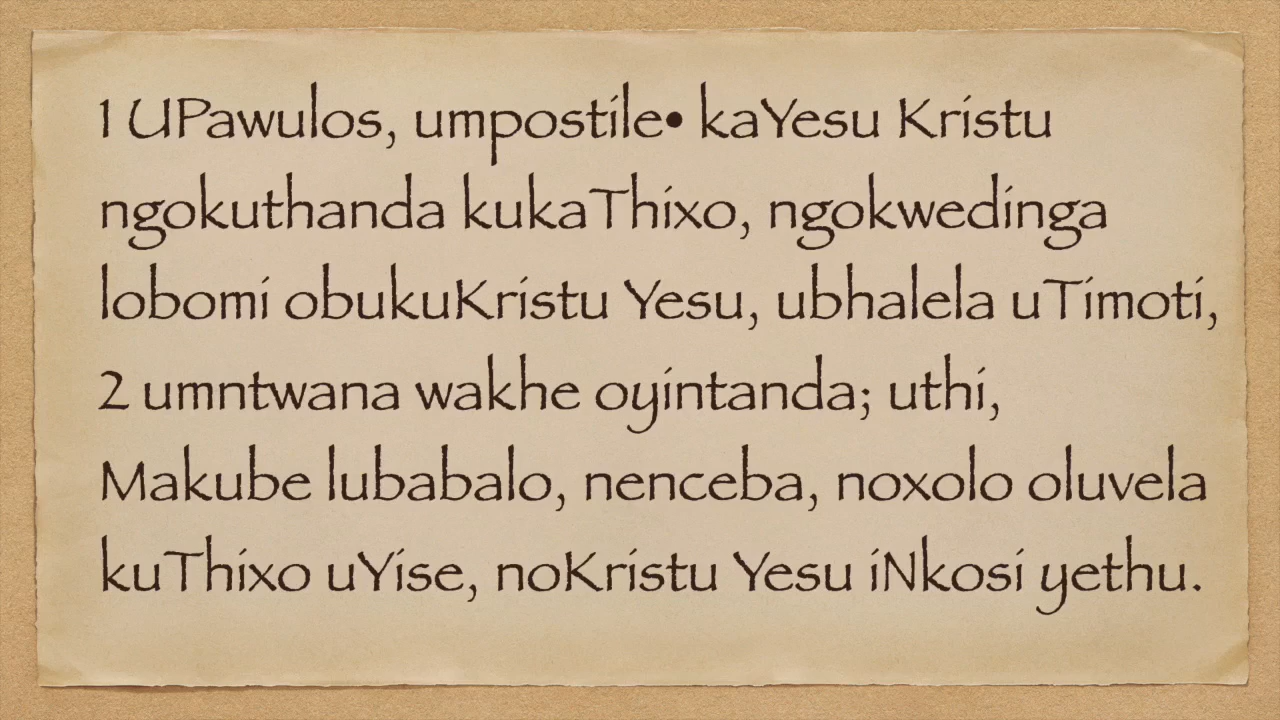 1 UPawulos, umpostile• kaYesu Kristu
ngokuthanda kukaThixo, ngokwedinga
lobomi obukuKristu Yesu, ubhalela uTimoti,
2 umntwana wakhe oyintanda; uthi,
Makube lubabalo, nenceba, noxolo oluvela
kuThixo uYise, noKristu Yesu iNkosi yethu.